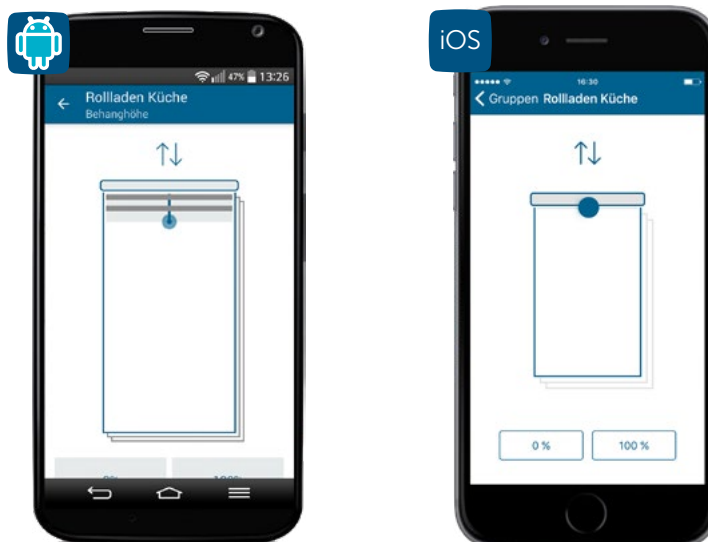 iOS
47% 13:26
Rollladen Küche
Behanghöhe
16:30
Gruppen Rollladen Küche
0 %
100 %